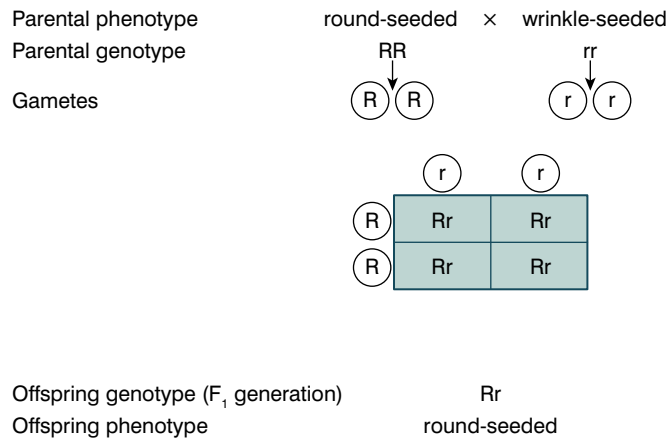 Parental phenotype round-seeded × wrinkle-seeded
Parental genotype RR rr
Gametes R R r r
r r
R Rr Rr
R Rr Rr
Offspring genotype (F₁ generation) Rr
Offspring phenotype round-seeded